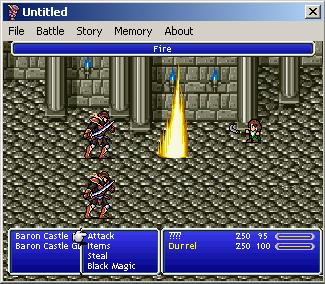 Untitled
File Battle Story Memory About
Fire
Baron Castle Attack ???? 250 95
Baron Castle G Items Durrel 250 100
Steal
Black Magic